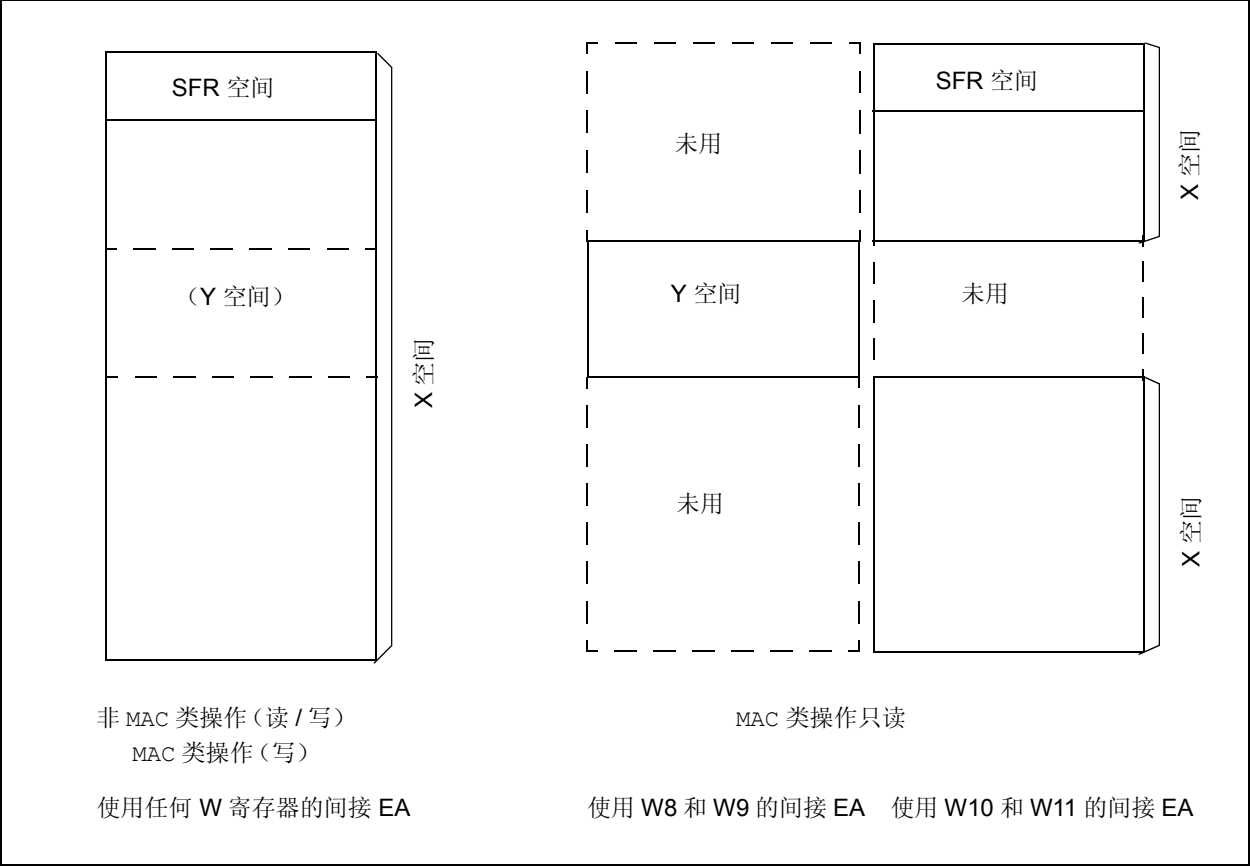 SFR 空间
（Y 空间）
X 空间
未用
Y 空间
未用
SFR 空间
X 空间
未用
X 空间
非 MAC 类操作（读 / 写）
MAC 类操作（写）
使用任何 W 寄存器的间接 EA
MAC 类操作只读
使用 W8 和 W9 的间接 EA
使用 W10 和 W11 的间接 EA